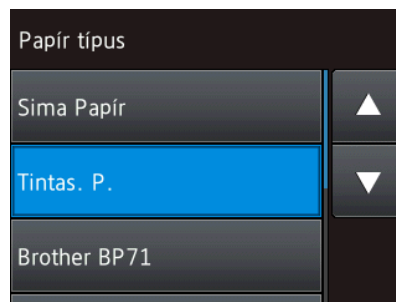 Papír típus
Sima Papír
Tintas. P.
Brother BP71